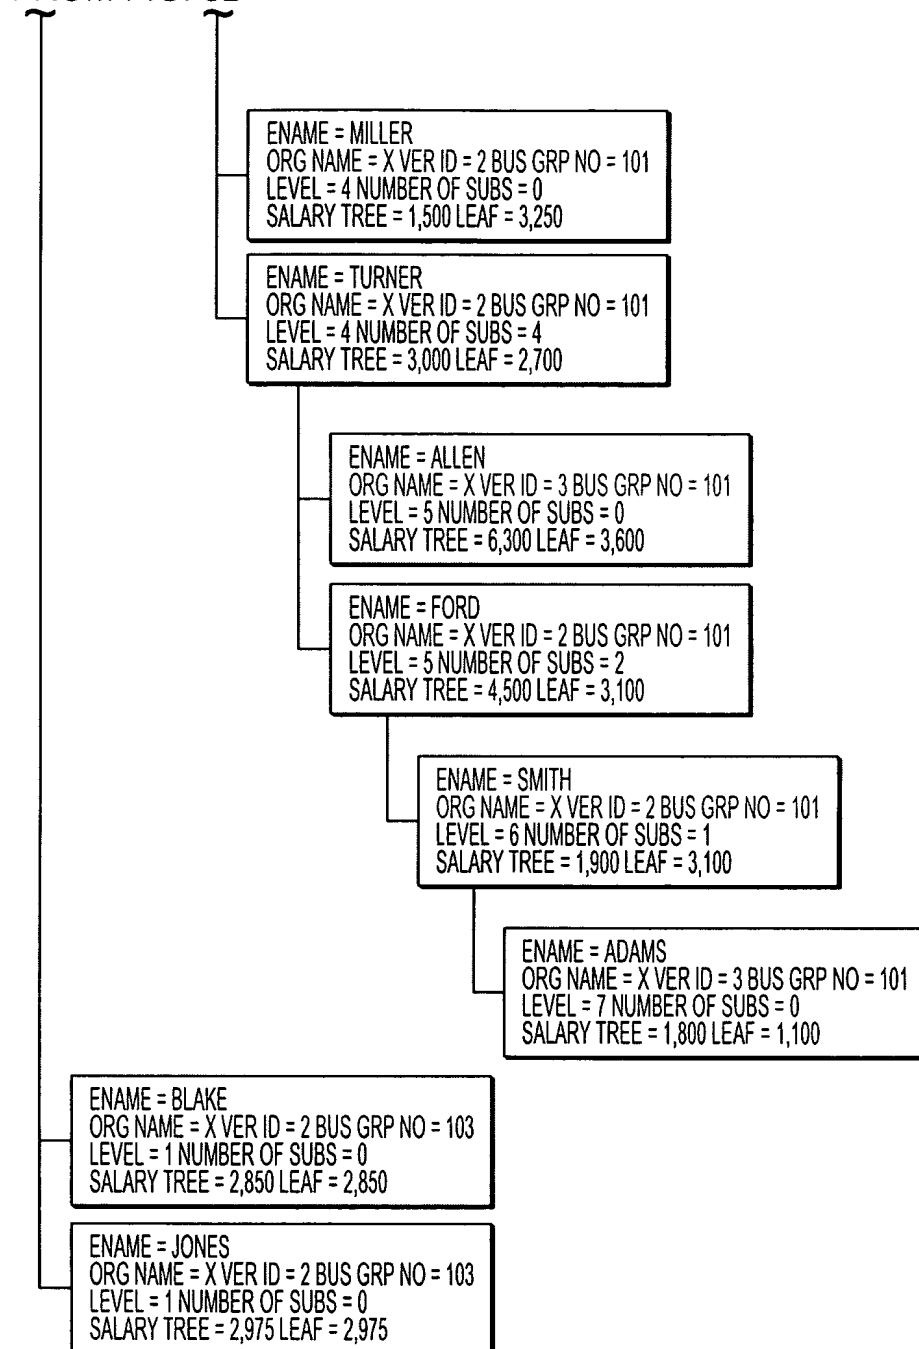 ENAME = MILLER
ORG NAME = X VER ID = 2 BUS GRP NO = 101
LEVEL = 4 NUMBER OF SUBS = 0
SALARY TREE = 1,500 LEAF = 3,250
ENAME = TURNER
ORG NAME = X VER ID = 2 BUS GRP NO = 101
LEVEL = 4 NUMBER OF SUBS = 4
SALARY TREE = 3,000 LEAF = 2,700
ENAME = ALLEN
ORG NAME = X VER ID = 3 BUS GRP NO = 101
LEVEL = 5 NUMBER OF SUBS = 0
SALARY TREE = 6,300 LEAF = 3,600
ENAME = FORD
ORG NAME = X VER ID = 2 BUS GRP NO = 101
LEVEL = 5 NUMBER OF SUBS = 2
SALARY TREE = 4,500 LEAF = 3,100
ENAME = SMITH
ORG NAME = X VER ID = 2 BUS GRP NO = 101
LEVEL = 6 NUMBER OF SUBS = 1
SALARY TREE = 1,900 LEAF = 3,100
ENAME = ADAMS
ORG NAME = X VER ID = 3 BUS GRP NO = 101
LEVEL = 7 NUMBER OF SUBS = 0
SALARY TREE = 1,800 LEAF = 1,100
ENAME = BLAKE
ORG NAME = X VER ID = 2 BUS GRP NO = 103
LEVEL = 1 NUMBER OF SUBS = 0
SALARY TREE = 2,850 LEAF = 2,850
ENAME = JONES
ORG NAME = X VER ID = 2 BUS GRP NO = 103
LEVEL = 1 NUMBER OF SUBS = 0
SALARY TREE = 2,975 LEAF = 2,975